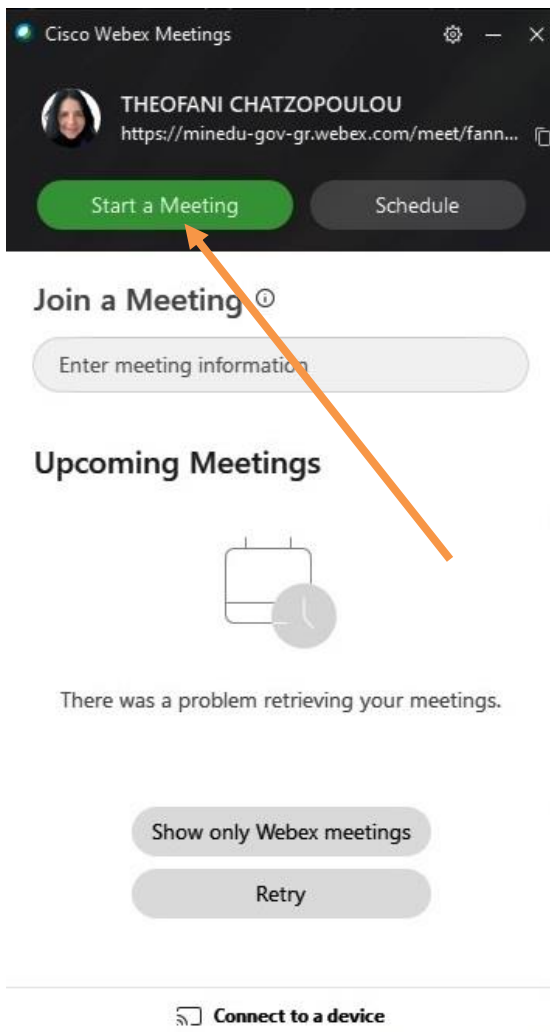 Cisco Webex Meetings
THEOFANI CHATZOPOULOU
https://minedu-gov-gr.webex.com/meet/fann...
Start a Meeting
Schedule
Join a Meeting
Enter meeting information
Upcoming Meetings
There was a problem retrieving your meetings.
Show only Webex meetings
Retry
Connect to a device